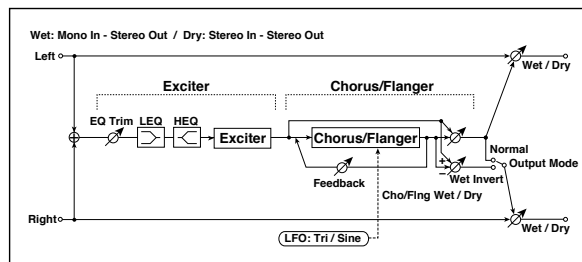 Wet: Mono In - Stereo Out / Dry: Stereo In - Stereo Out
Left
Wet / Dry
Exciter
Chorus/Flanger
EQ Trim
LEQ
HEQ
Exciter
Chorus/Flanger
Normal
Output Mode
+
−
Wet Invert
Feedback
Cho/Flng Wet / Dry
Right
Wet / Dry
LFO: Tri / Sine